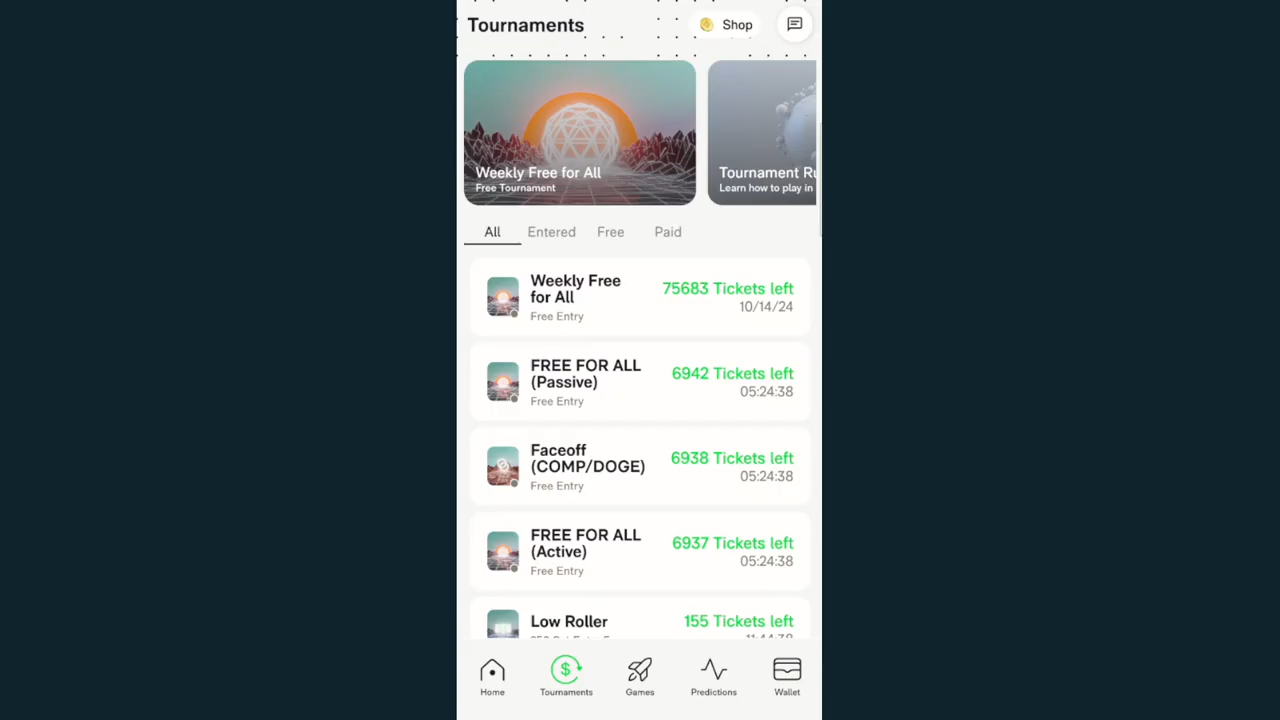 Tournaments
Shop
Weekly Free for All
Free Tournament
Tournament Ru
Learn how to play in
All Entered Free Paid
Weekly Free
for All
Free Entry
75683 Tickets left
10/14/24
FREE FOR ALL
(Passive)
Free Entry
6942 Tickets left
05:24:38
Faceoff
(COMP/DOGE)
Free Entry
6938 Tickets left
05:24:38
FREE FOR ALL
(Active)
Free Entry
6937 Tickets left
05:24:38
Low Roller
155 Tickets left
Home Tournaments Games Predictions Wallet